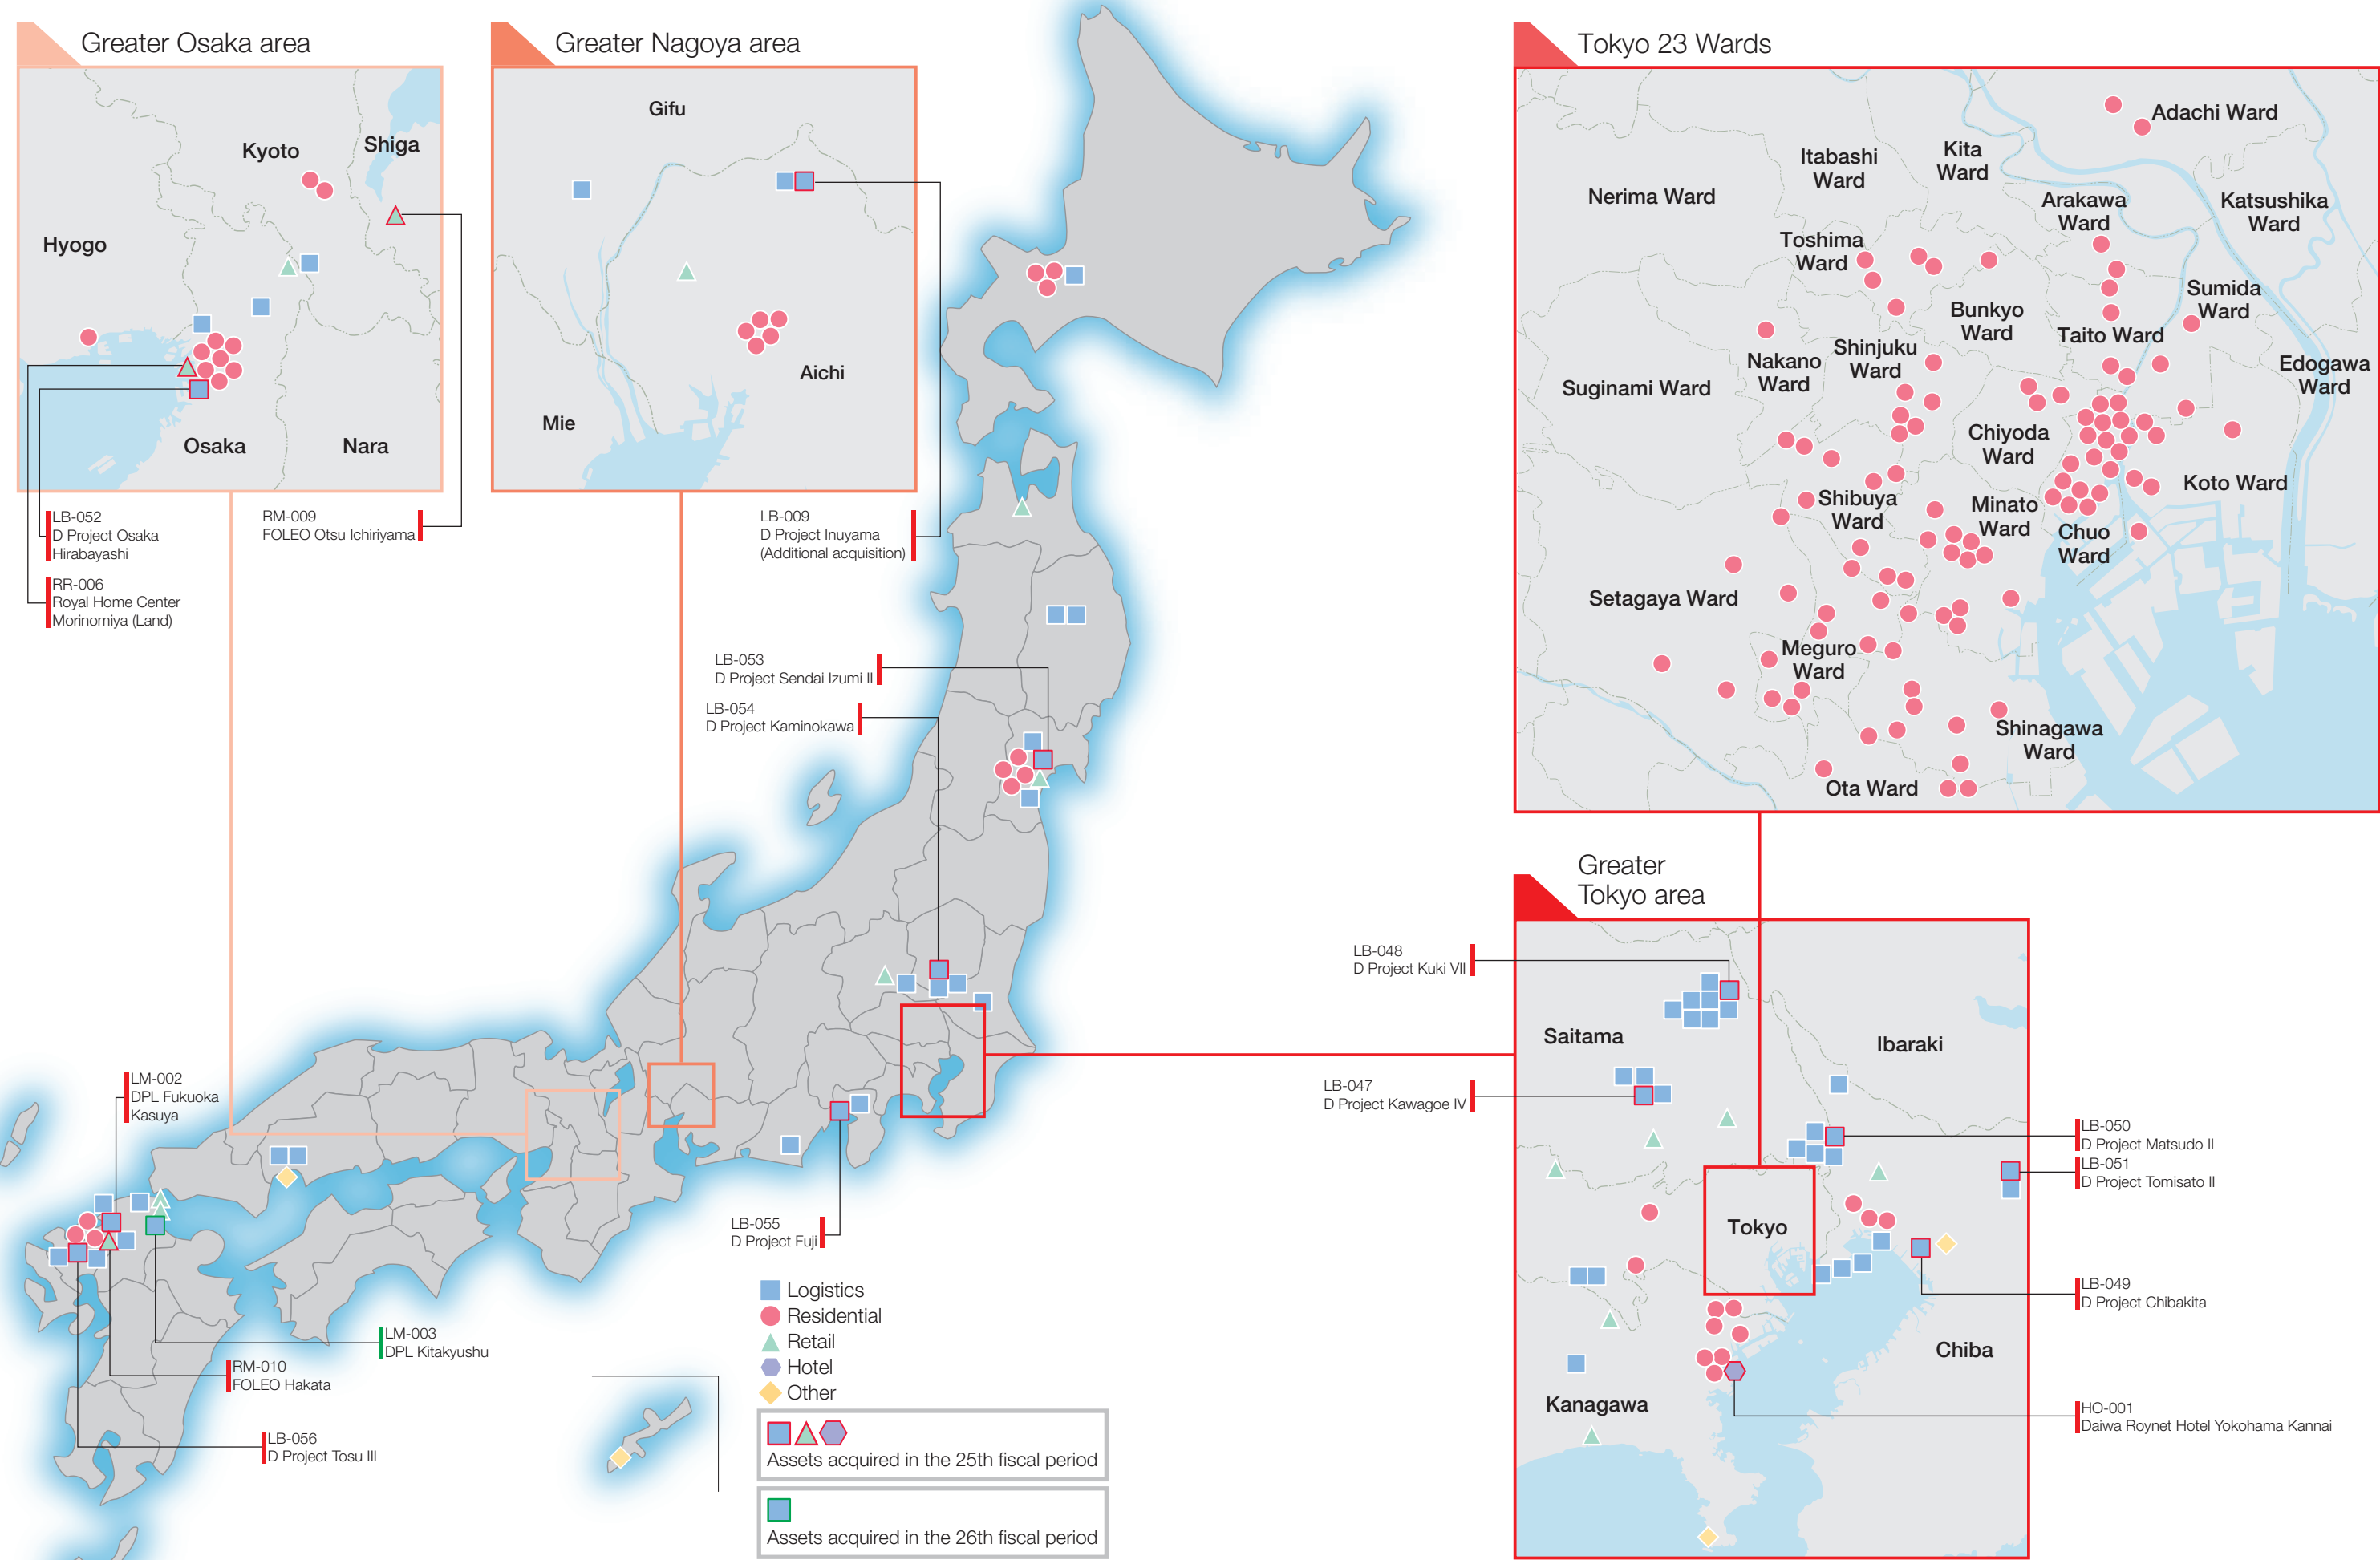 Greater Osaka area
Kyoto
Shiga
Hyogo
Osaka
Nara
LB-052
D Project Osaka
Hirabayashi
RR-006
Royal Home Center
Morinomiya (Land)
RM-009
FOLEO Otsu Ichiriyama
Greater Nagoya area
Gifu
Aichi
Mie
LB-009
D Project Inuyama
(Additional acquisition)
LB-053
D Project Sendai Izumi II
LB-054
D Project Kaminokawa
Tokyo 23 Wards
Adachi Ward
Itabashi
Ward
Kita
Ward
Nerima Ward
Arakawa
Ward
Katsushika
Ward
Toshima
Ward
Sumida
Ward
Bunkyo
Ward
Taito Ward
Nakano
Ward
Shinjuku
Ward
Edogawa
Ward
Suginami Ward
Chiyoda
Ward
Koto Ward
Shibuya
Ward
Minato
Ward
Chuo
Ward
Setagaya Ward
Meguro
Ward
Shinagawa
Ward
Ota Ward
Greater
Tokyo area
LB-048
D Project Kuki VII
Saitama
Ibaraki
LB-047
D Project Kawagoe IV
LB-050
D Project Matsudo II
LB-051
D Project Tomisato II
Tokyo
LB-049
D Project Chibakita
Chiba
Kanagawa
HO-001
Daiwa Roynet Hotel Yokohama Kannai
LM-002
DPL Fukuoka
Kasuya
LB-055
D Project Fuji
LM-003
DPL Kitakyushu
RM-010
FOLEO Hakata
LB-056
D Project Tosu III
Logistics
Residential
Retail
Hotel
Other
Assets acquired in the 25th fiscal period
Assets acquired in the 26th fiscal period